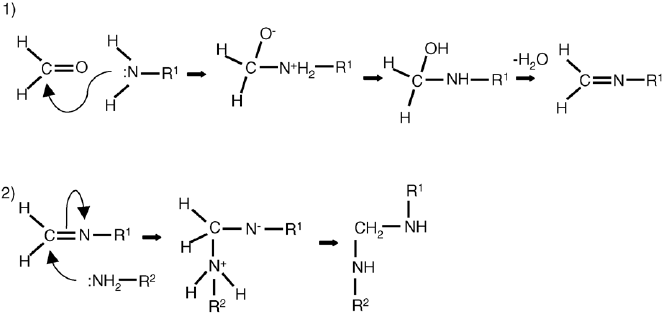 1)
H
C=O
H
H
:N-R¹
H
O⁻
H
C
N⁺H₂-R¹
H
OH
H
C
NH-R¹
H
-H₂O
H
C=N-R¹
H
2)
H
C=N-R¹
H
:NH₂-R²
H
C
N⁻-R¹
H
N⁺
H
H
R²
R¹
CH₂
NH
NH
R²